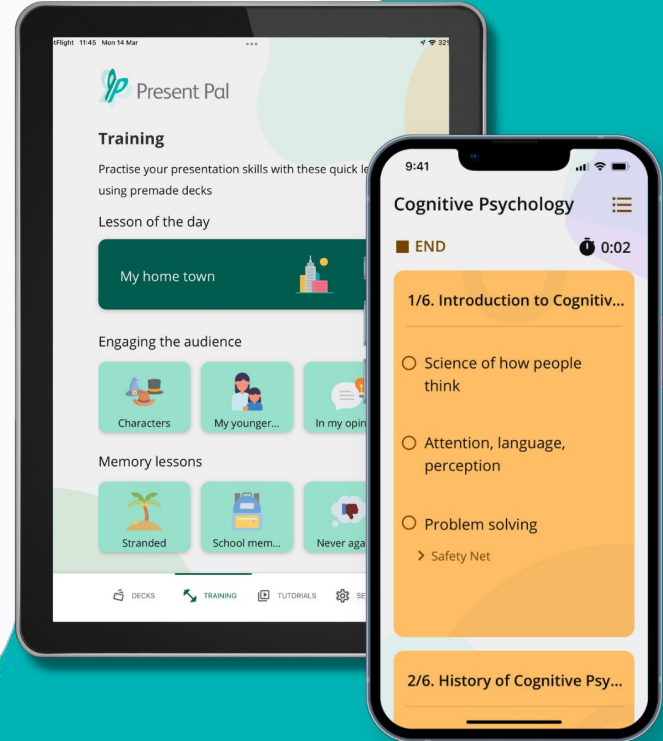 tFlight 11:45 Mon 14 Mar
Present Pal
Training
Practise your presentation skills with these quick le
using premade decks
Lesson of the day
My home town
Engaging the audience
Characters
My younger...
In my opin
Memory lessons
Stranded
School mem...
Never aga
DECKS
TRAINING
TUTORIALS
SE
9:41
Cognitive Psychology
END
0:02
1/6. Introduction to Cognitiv...
Science of how people
think
Attention, language,
perception
Problem solving
Safety Net
2/6. History of Cognitive Psy...